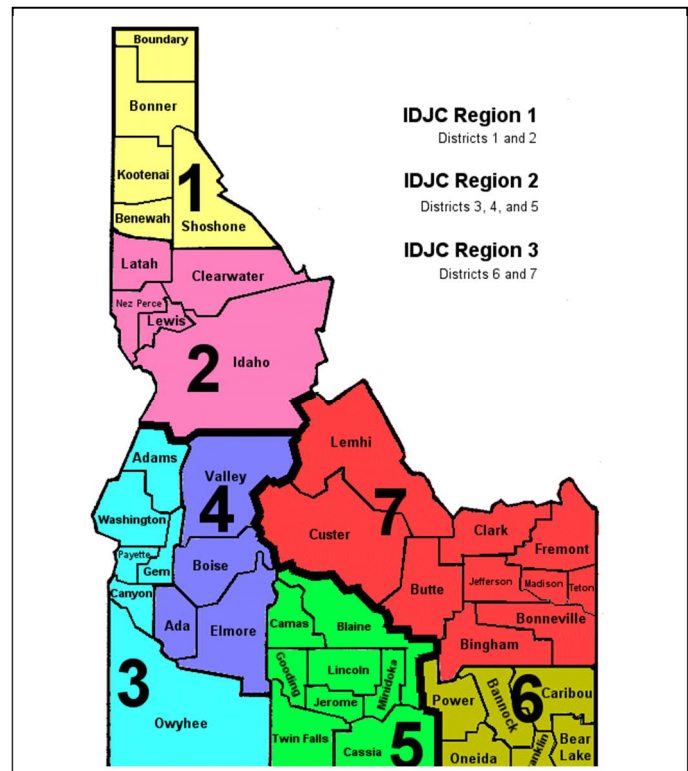 Boundary
Bonner
IDJC Region 1
Districts 1 and 2
Kootenai
1
IDJC Region 2
Districts 3, 4, and 5
Benewah
Shoshone
IDJC Region 3
Districts 6 and 7
Latah
Clearwater
Nez Perce
Lewis
Idaho
2
Lemhi
Adams
Valley
7
Washington
4
Custer
Clark
Fremont
Payette
Gem
Boise
Butte
Jefferson
Madison
Teton
Canyon
Ada
Elmore
Camas
Blaine
Bonneville
Bingham
3
Gooding
Lincoln
Minidoka
Jerome
Power
Bannock
6
Caribou
Owyhee
Twin Falls
Cassia
5
Oneida
Bear
Lake